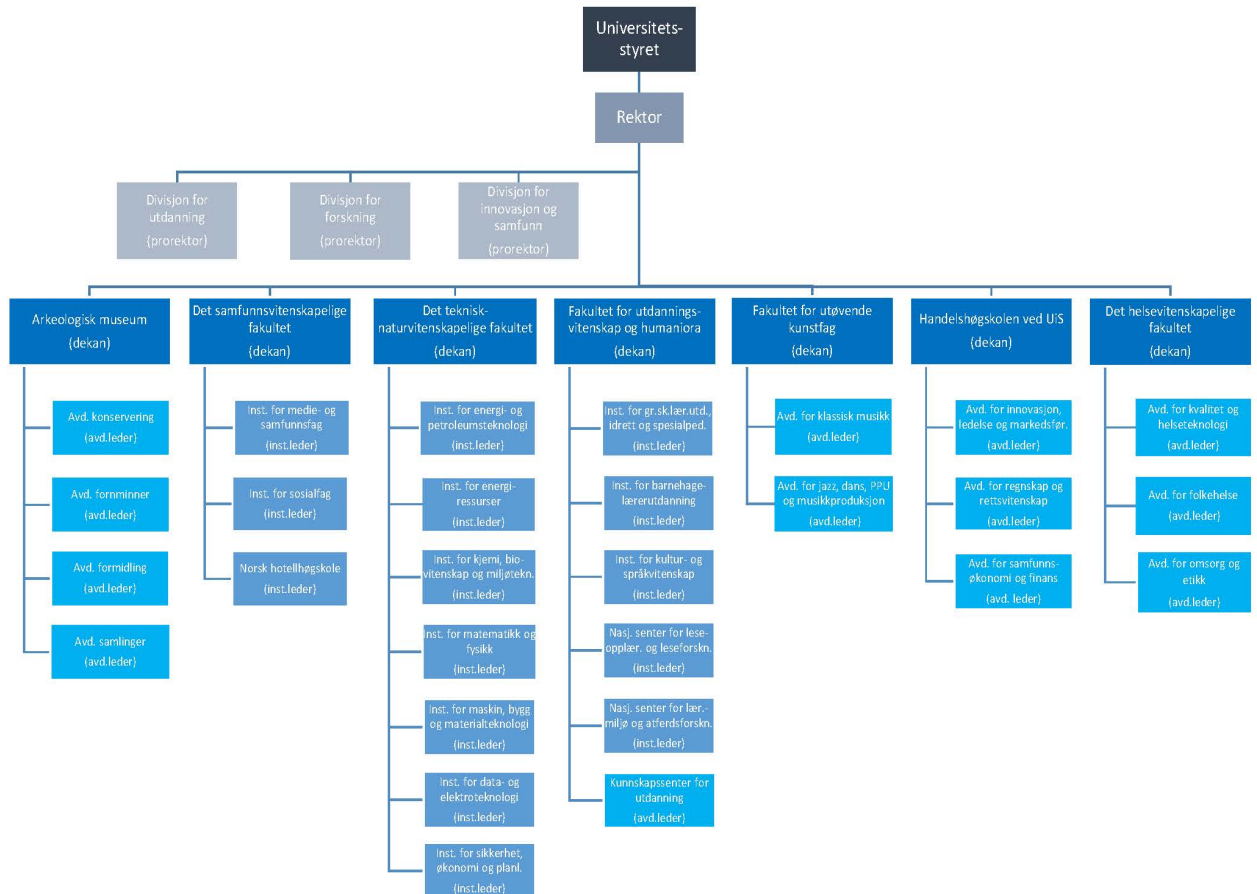 Universitets-
styret
Rektor
Divisjon for
utdanning
(prorektor)
Divisjon for
forskning
(prorektor)
Divisjon for
innovasjon og
samfunn
(prorektor)
Arkeologisk museum
(dekan)
Avd. konservering
(avd.leder)
Avd. fornminner
(avd.leder)
Avd. formidling
(avd.leder)
Avd. samlinger
(avd.leder)
Det samfunnsvitenskapelige
fakultet
(dekan)
Inst. for medie- og
samfunnsfag
(inst.leder)
Inst. for sosialfag
(inst.leder)
Norsk hotellhøgskole
(inst.leder)
Det teknisk-
naturvitenskapelige fakultet
(dekan)
Inst. for energi- og
petroleumsteknologi
(inst.leder)
Inst. for energi-
ressurser
(inst.leder)
Inst. for kjemi, bio-
vitenskap og miljøtekn.
(inst.leder)
Inst. for matematikk og
fysikk
(inst.leder)
Inst. for maskin, bygg
og materialteknologi
(inst.leder)
Inst. for data- og
elektroteknologi
(inst.leder)
Inst. for sikkerhet,
økonomi og planl.
(inst.leder)
Fakultet for utdannings-
vitenskap og humaniora
(dekan)
Inst. for gr.sk.lær.utd.,
idrett og spesialped.
(inst.leder)
Inst. for barnehage-
lærerutdanning
(inst.leder)
Inst. for kultur- og
språkvitenskap
(inst.leder)
Nasj. senter for lese-
opplær. og leseforskn.
(inst.leder)
Nasj. senter for lær.-
miljø og atferdsforskn.
(inst.leder)
Kunnskapssenter for
utdanning
(avd.leder)
Fakultet for utøvende
kunstfag
(dekan)
Avd. for klassisk musikk
(avd.leder)
Avd. for jazz, dans, PPU
og musikkproduksjon
(avd.leder)
Handelshøgskolen ved UiS
(dekan)
Avd. for innovasjon,
ledelse og markedsfør.
(avd.leder)
Avd. for regnskap og
rettsvitenskap
(avd.leder)
Avd. for samfunns-
økonomi og finans
(avd. leder)
Det helsevitenskapelige
fakultet
(dekan)
Avd. for kvalitet og
helseteknologi
(avd.leder)
Avd. for folkehelse
(avd.leder)
Avd. for omsorg og
etikk
(avd.leder)